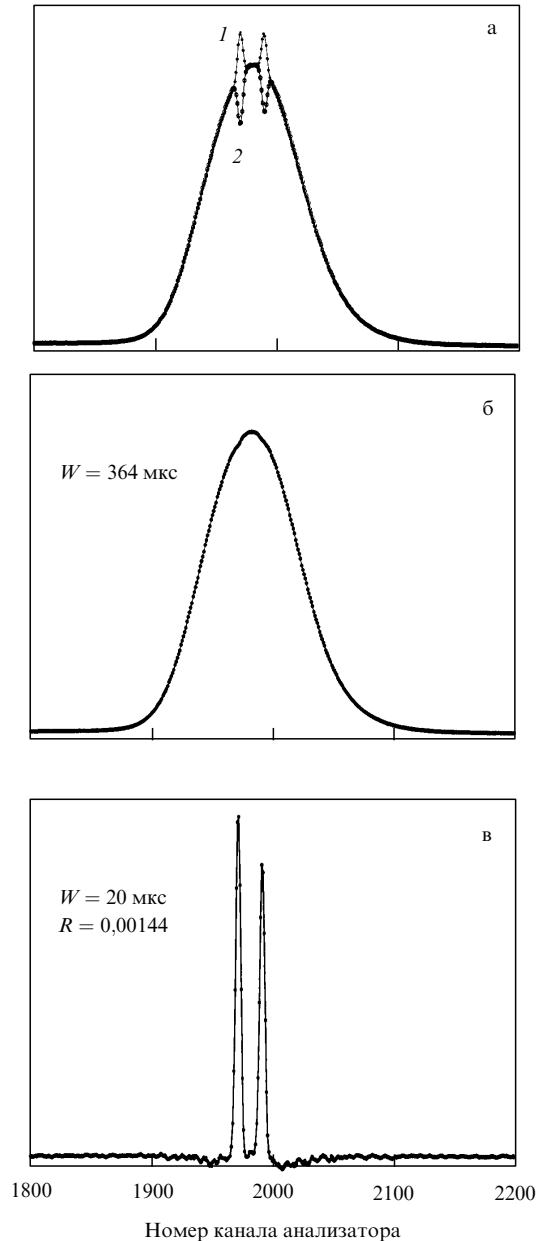 а
1
2
б
W = 364 мкс
в
W = 20 мкс
R = 0,00144
1800 1900 2000 2100 2200
Номер канала анализатора